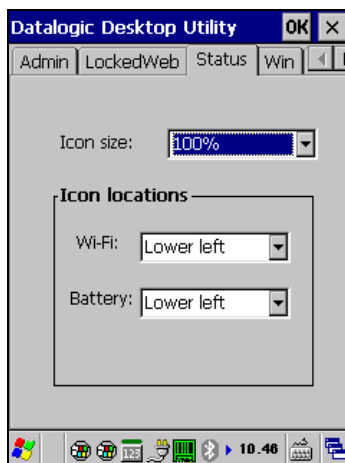 Datalogic Desktop Utility OK
Admin LockedWeb Status Win
Icon size: 100%
Icon locations
Wi-Fi: Lower left
Battery: Lower left
123 10.46